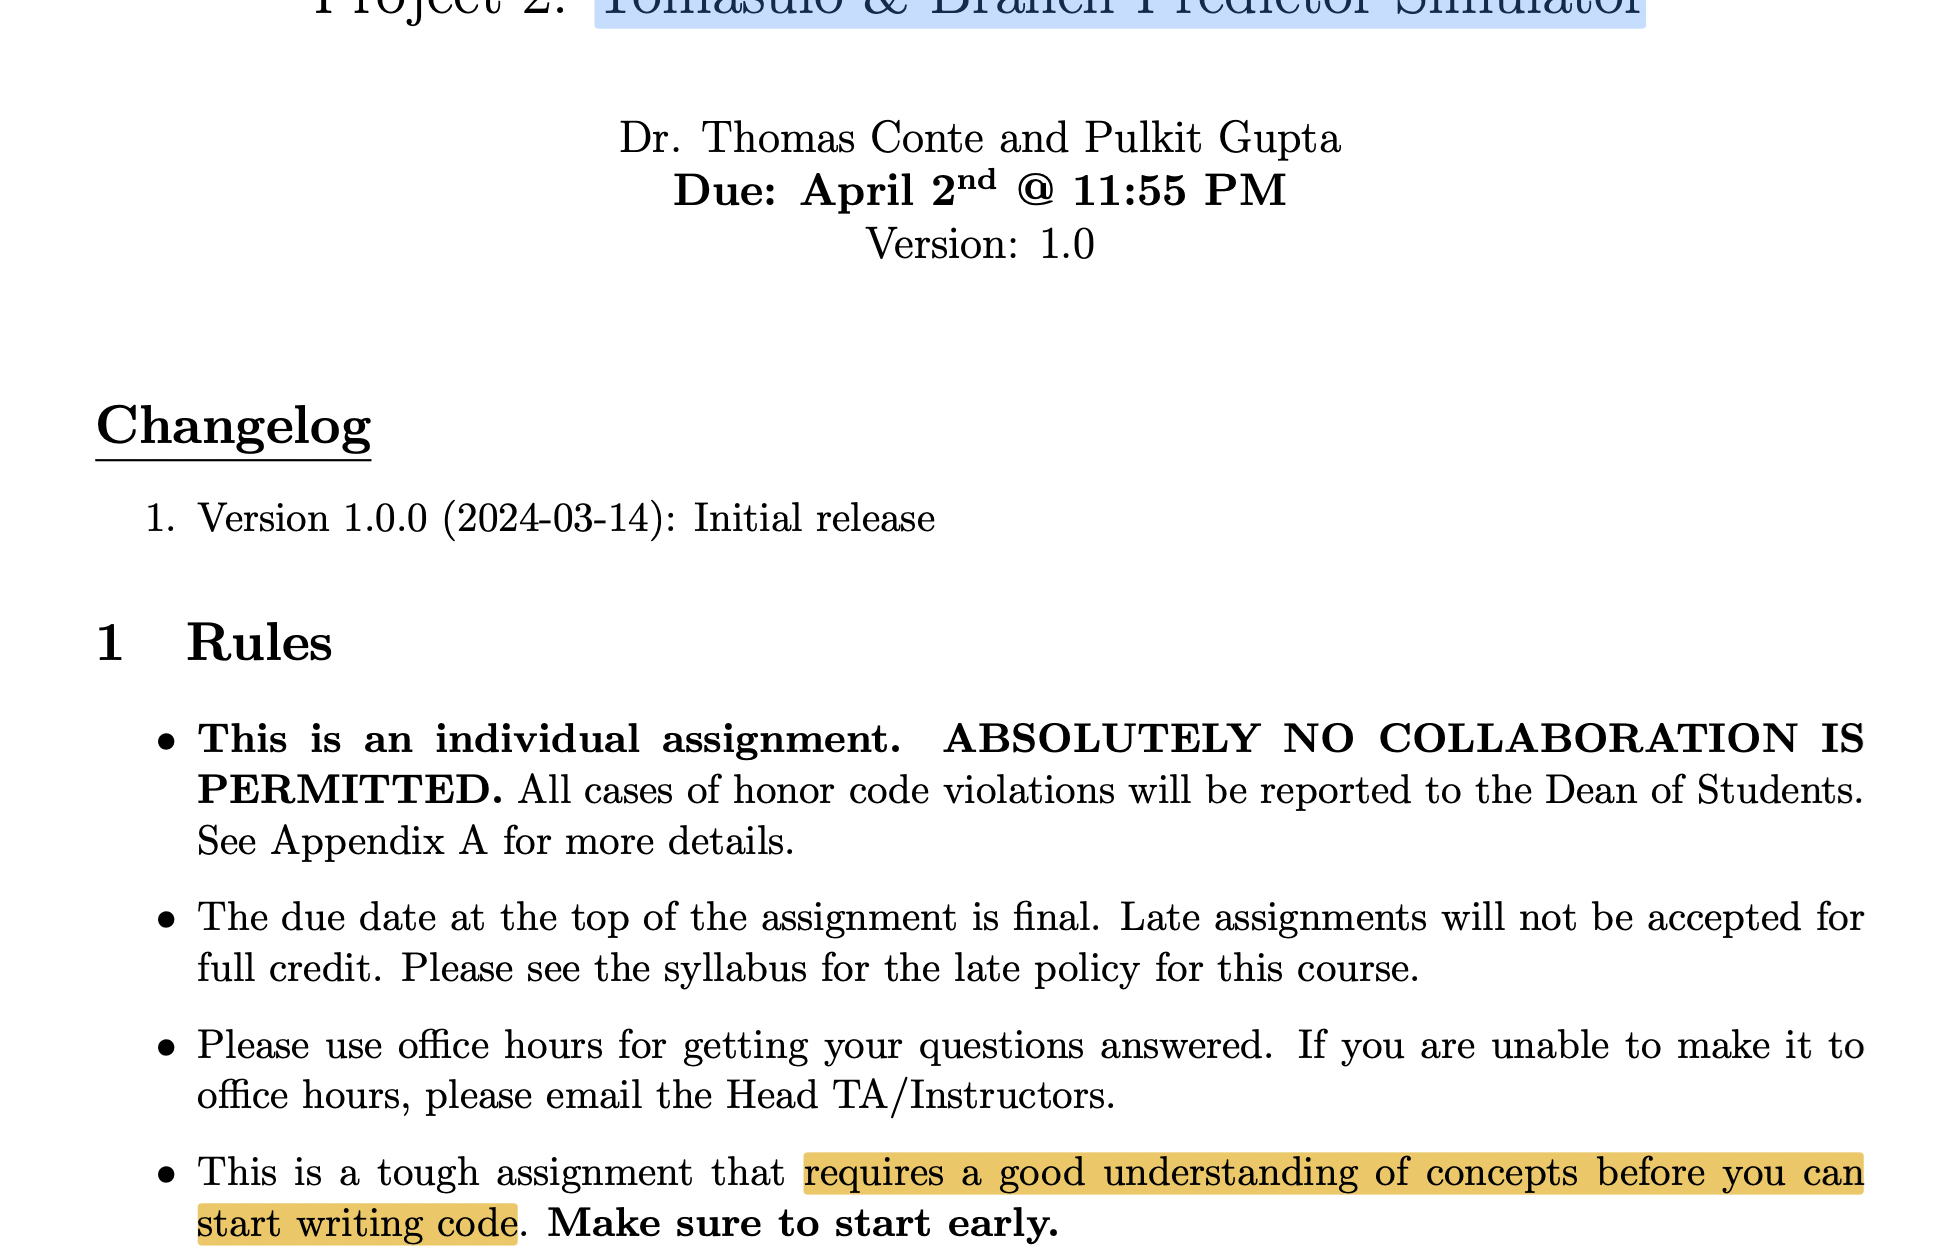 Project 2: Tomasulo & Branch Predictor Simulator
Dr. Thomas Conte and Pulkit Gupta
Due: April 2nd @ 11:55 PM
Version: 1.0
Changelog
1. Version 1.0.0 (2024-03-14): Initial release
1 Rules
• This is an individual assignment. ABSOLUTELY NO COLLABORATION IS
PERMITTED. All cases of honor code violations will be reported to the Dean of Students.
See Appendix A for more details.
• The due date at the top of the assignment is final. Late assignments will not be accepted for
full credit. Please see the syllabus for the late policy for this course.
• Please use office hours for getting your questions answered. If you are unable to make it to
office hours, please email the Head TA/Instructors.
• This is a tough assignment that requires a good understanding of concepts before you can
start writing code. Make sure to start early.